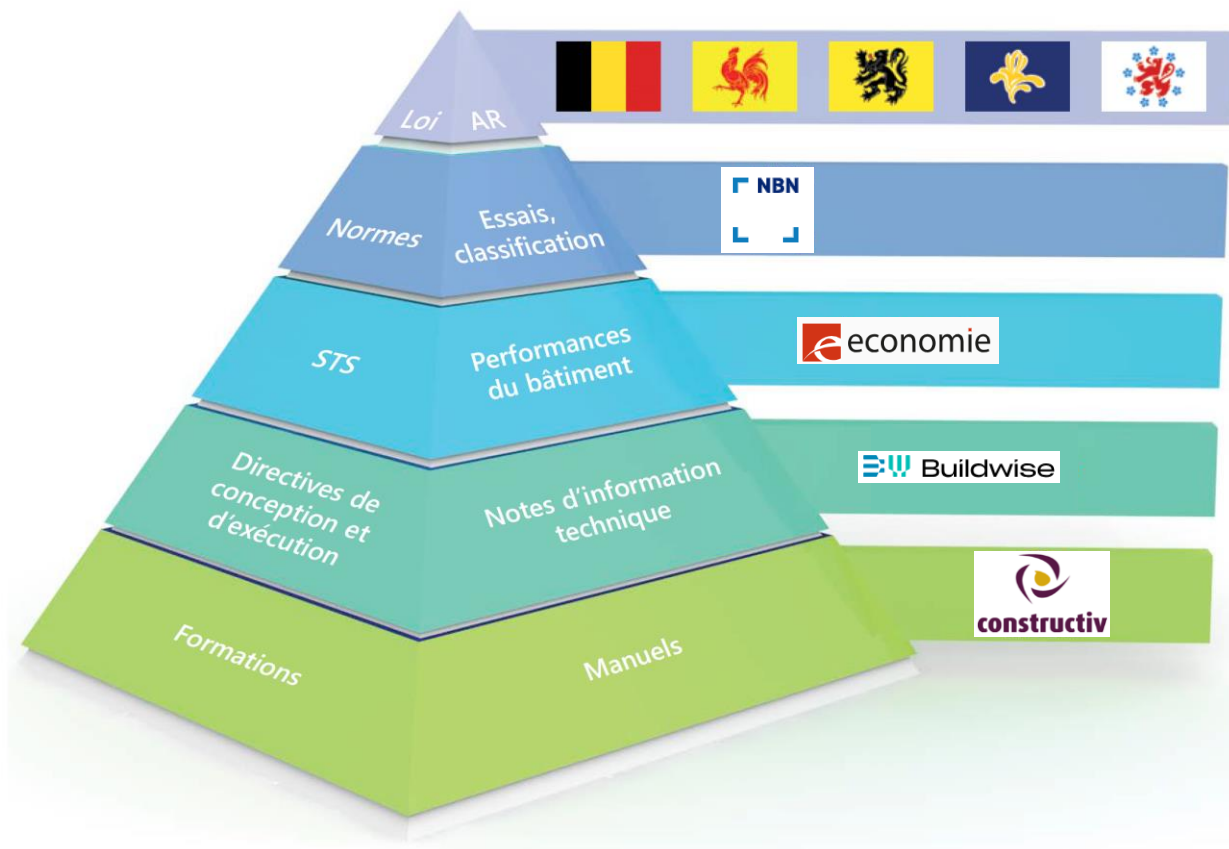 Loi
AR
Normes
Essais,
classification
NBN
STS
Performances
du bâtiment
economie
Directives de
conception et
d'exécution
Notes d'information
technique
Buildwise
Formations
Manuels
constructiv